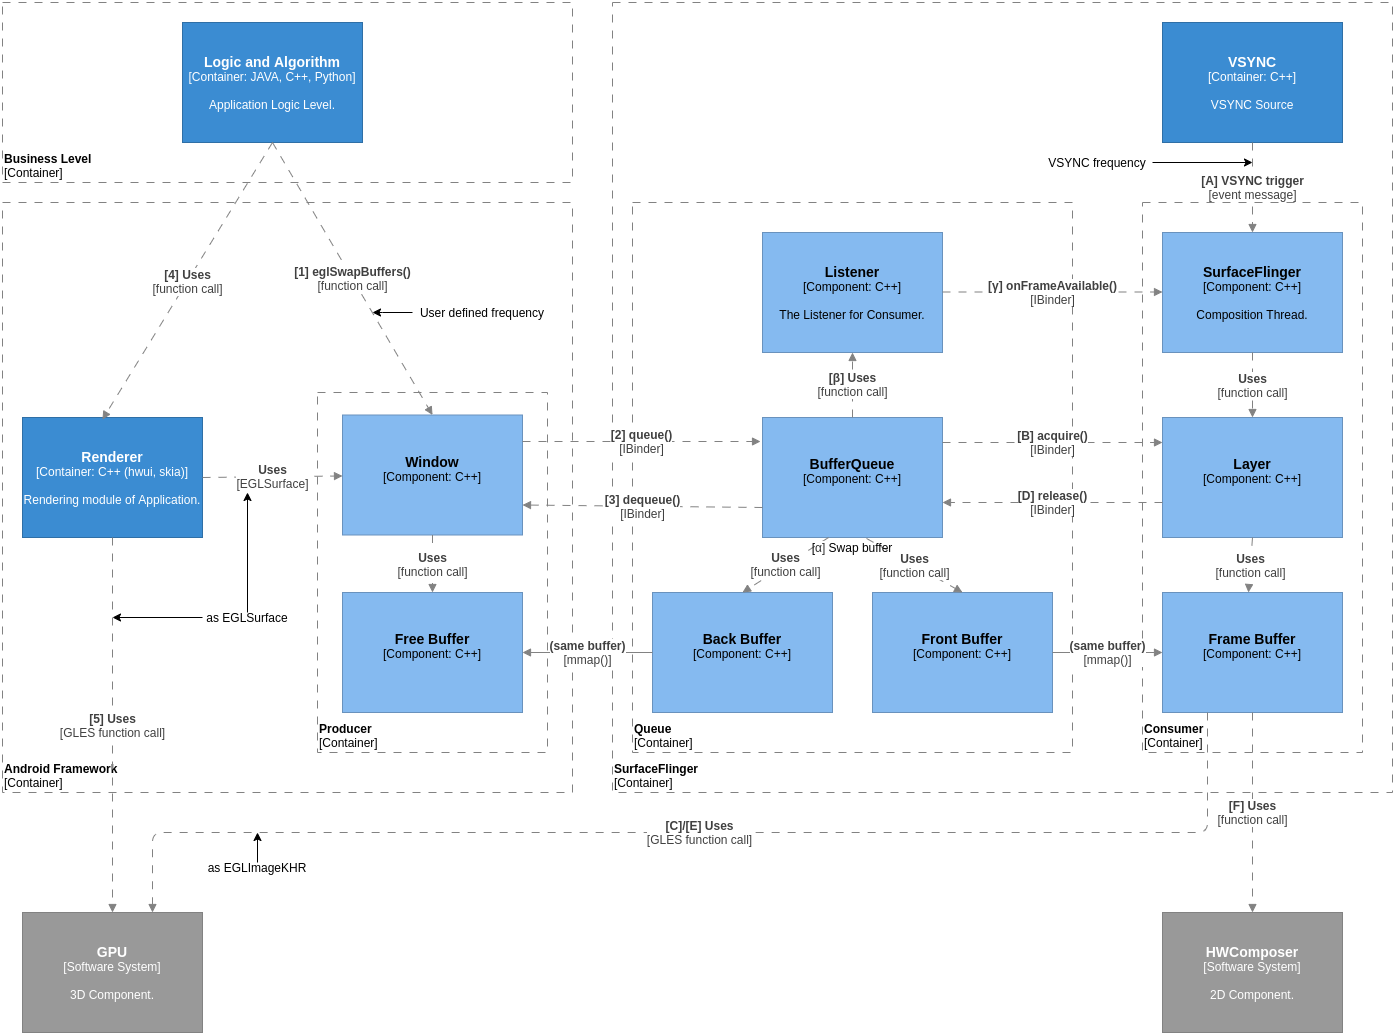 Logic and Algorithm
[Container: JAVA, C++, Python]
Application Logic Level.
Business Level
[Container]
VSYNC
[Container: C++]
VSYNC Source
VSYNC frequency
[A] VSYNC trigger
[event message]
[4] Uses
[function call]
[1] eglSwapBuffers()
[function call]
User defined frequency
Listener
[Component: C++]
The Listener for Consumer.
[γ] onFrameAvailable()
[IBinder]
SurfaceFlinger
[Component: C++]
Composition Thread.
[β] Uses
[function call]
Uses
[function call]
Renderer
[Container: C++ (hwui, skia)]
Rendering module of Application.
Uses
[EGLSurface]
Window
[Component: C++]
[2] queue()
[IBinder]
[3] dequeue()
[IBinder]
BufferQueue
[Component: C++]
[B] acquire()
[IBinder]
[D] release()
[IBinder]
Layer
[Component: C++]
Uses
[function call]
[α] Swap buffer
Uses
[function call]
Uses
[function call]
Uses
[function call]
as EGLSurface
Free Buffer
[Component: C++]
(same buffer)
[mmap()]
Back Buffer
[Component: C++]
Front Buffer
[Component: C++]
(same buffer)
[mmap()]
Frame Buffer
[Component: C++]
[5] Uses
[GLES function call]
Producer
[Container]
Queue
[Container]
Consumer
[Container]
Android Framework
[Container]
SurfaceFlinger
[Container]
[C]/[E] Uses
[GLES function call]
[F] Uses
[function call]
as EGLImageKHR
GPU
[Software System]
3D Component.
HWComposer
[Software System]
2D Component.